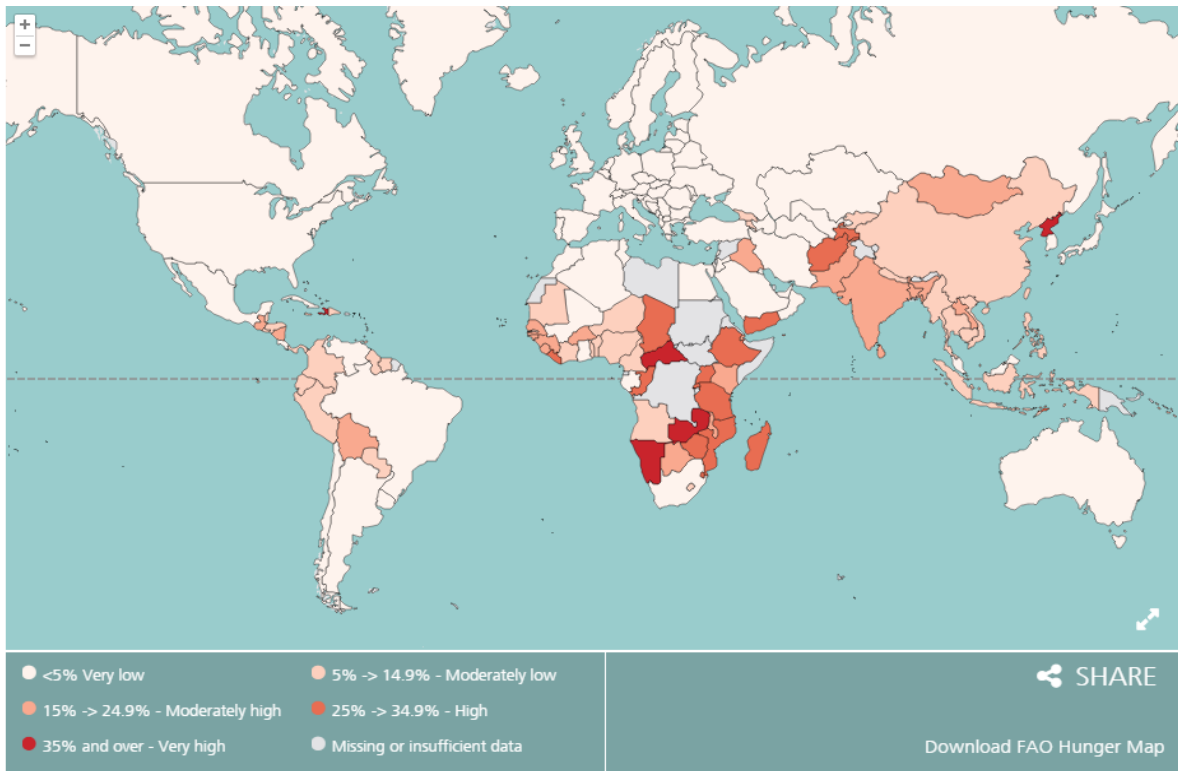 +
−
<5% Very low
5% -> 14.9% - Moderately low
15% -> 24.9% - Moderately high
25% -> 34.9% - High
35% and over - Very high
Missing or insufficient data
SHARE
Download FAO Hunger Map